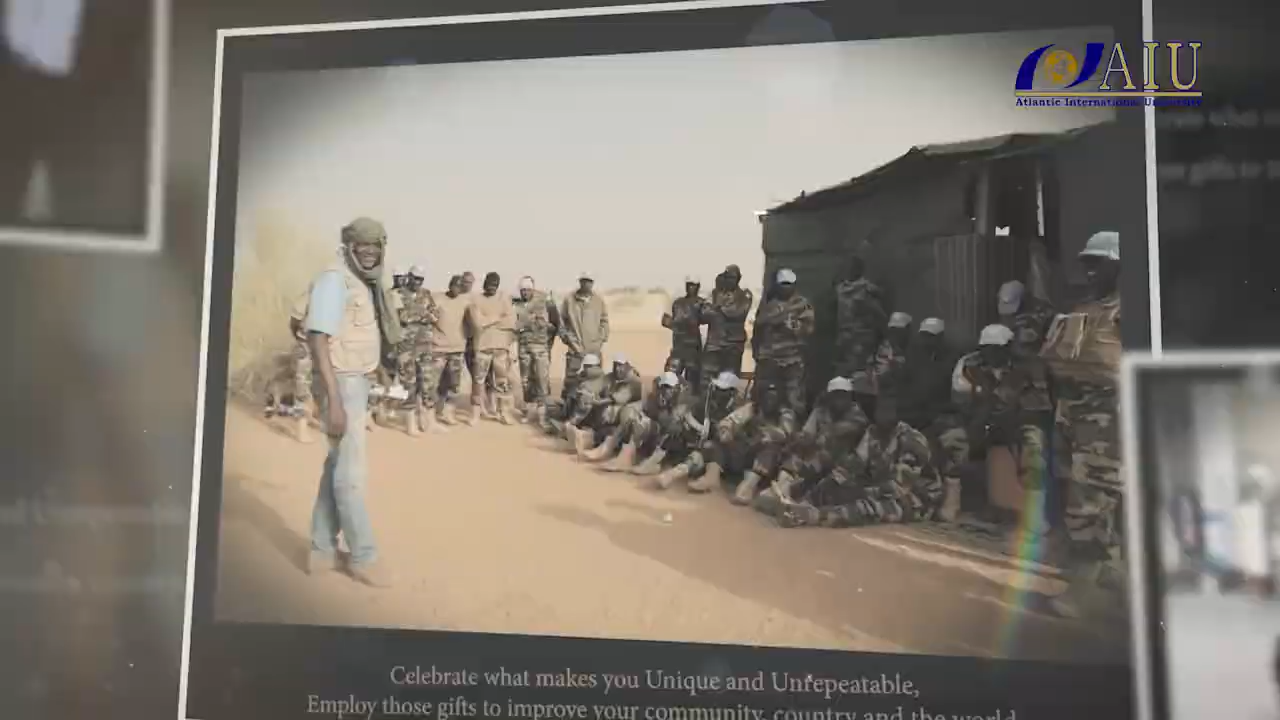 AIU
Atlantic International University
Celebrate what makes you Unique and Unrepeatable,
Employ those gifts to improve your community, country and the world